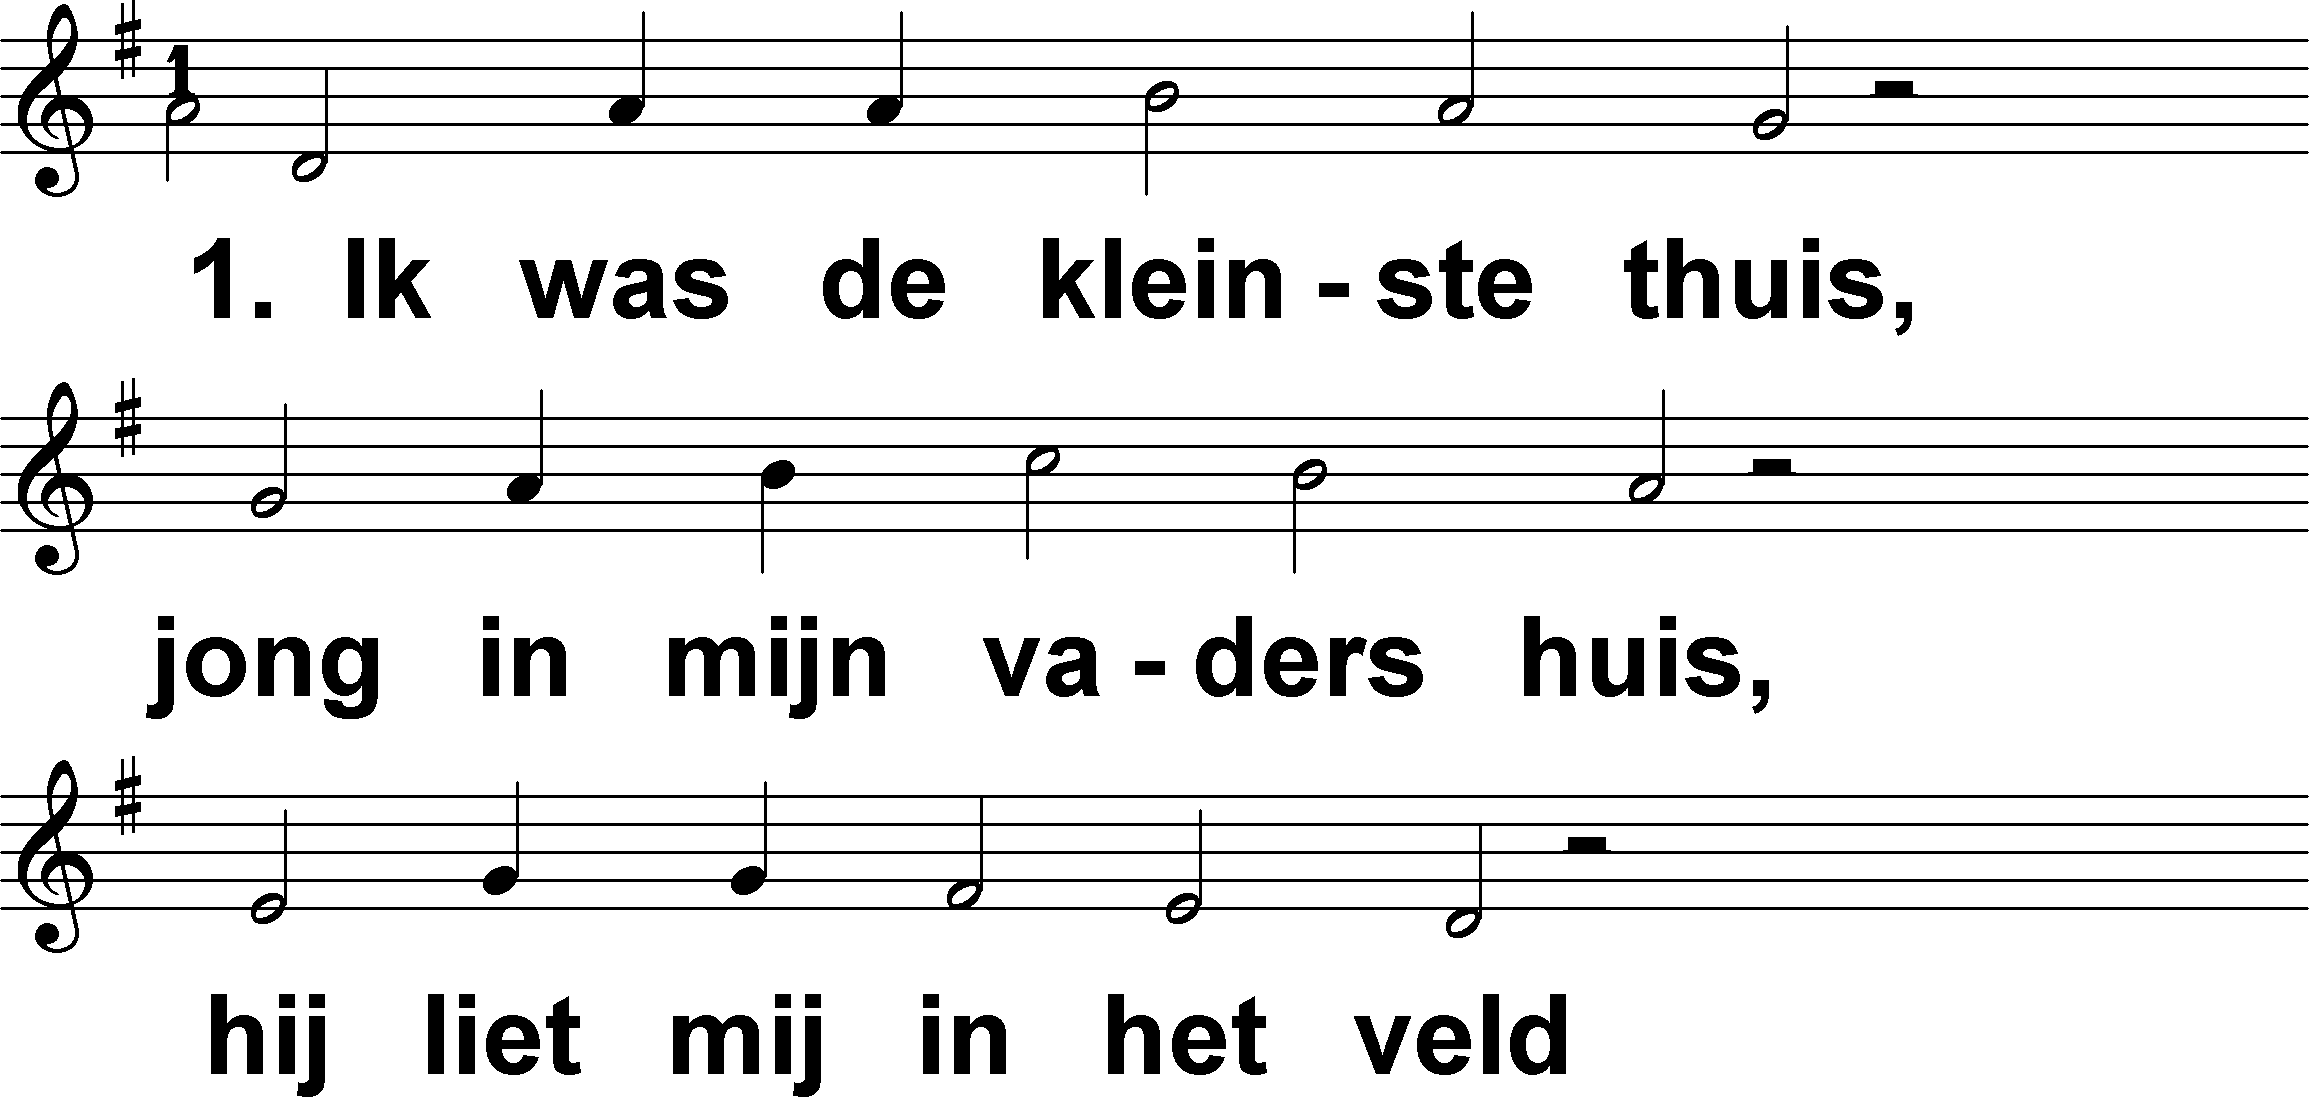 1
1. Ik was de klein - ste thuis,
jong in mijn va - ders huis,
hij liet mij in het veld